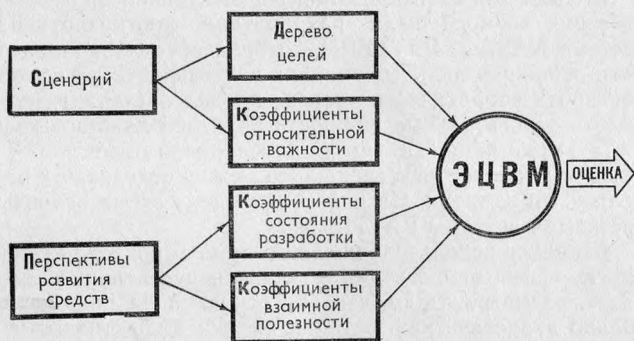 Сценарий
Дерево
целей
Коэффициенты
относительной
важности
Коэффициенты
состояния
разработки
Перспективы
развития
средств
Коэффициенты
взаимной
полезности
ЭЦВМ
ОЦЕНКА